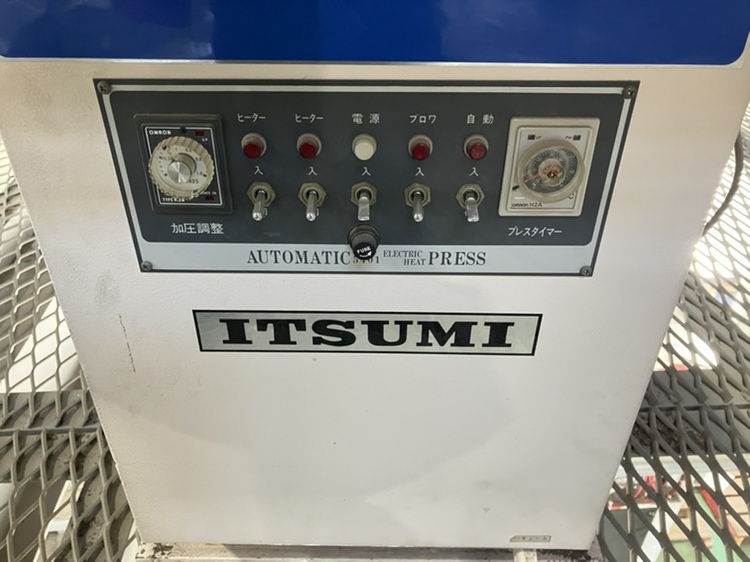 ヒーター
ヒーター
電源
ブロワ
自動
OMRON
入
入
入
入
入
omron H2A
加圧調整
プレスタイマー
FUSE
AUTOMATIC ELECTRIC HEAT PRESS
ITSUMI